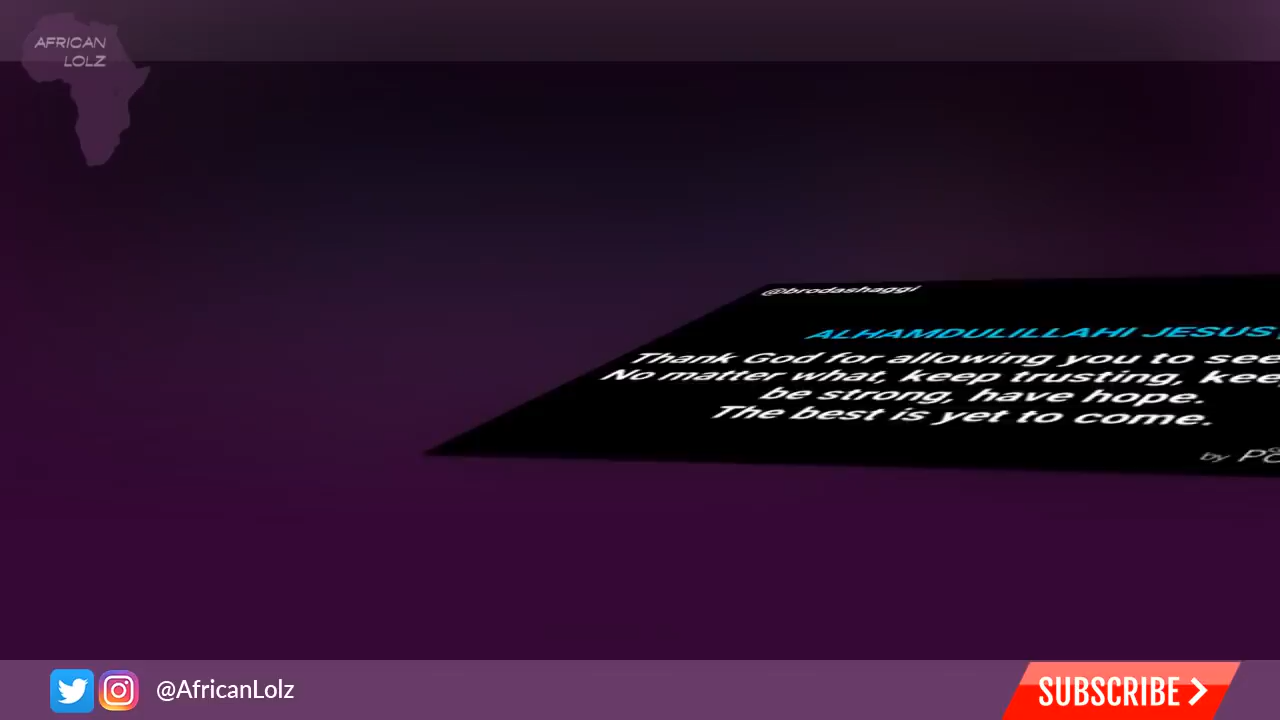 AFRICAN
LOLZ
@brodashaggi
ALHAMDULILLAHI JESUS
Thank God for allowing you to see
No matter what, keep trusting,
be strong, have hope.
The best is yet to come.
by
@AfricanLolz
SUBSCRIBE